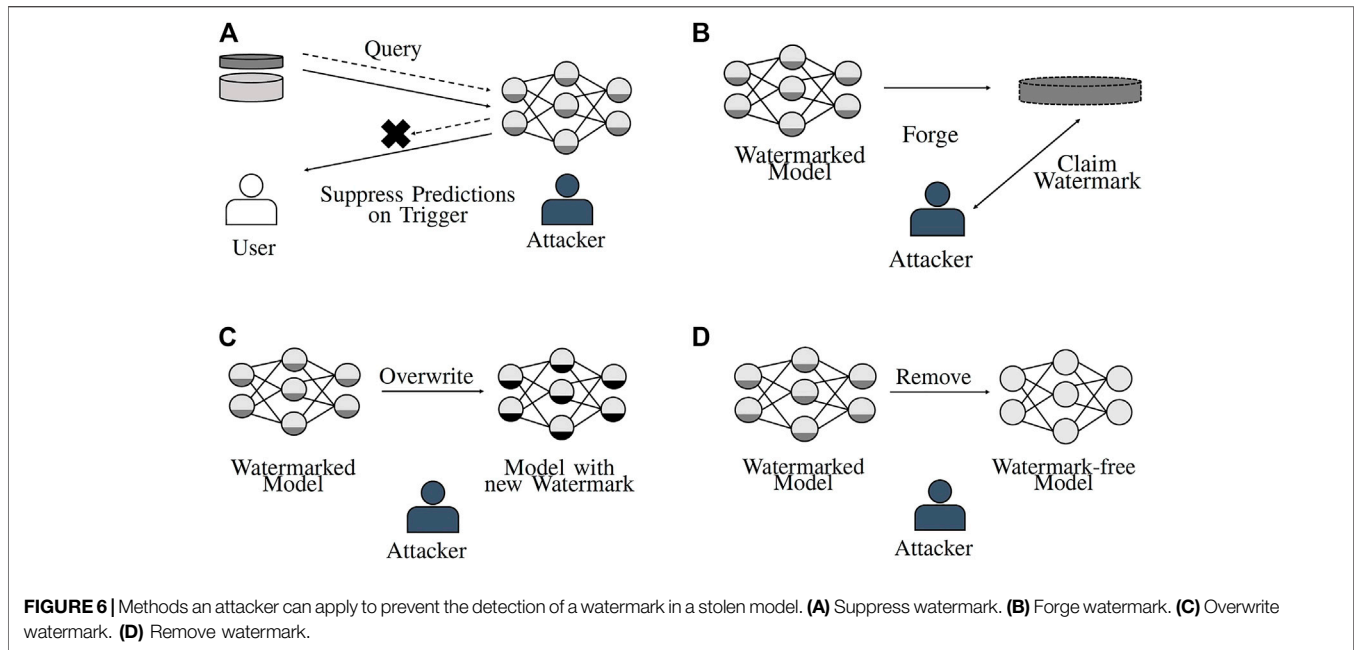 A
Query
Suppress Predictions
on Trigger
User
Attacker
B
Watermarked
Model
Forge
Claim
Watermark
Attacker
C
Overwrite
Watermarked
Model
Model with
new Watermark
Attacker
D
Remove
Watermarked
Model
Watermark-free
Model
Attacker
FIGURE 6 | Methods an attacker can apply to prevent the detection of a watermark in a stolen model. (A) Suppress watermark. (B) Forge watermark. (C) Overwrite
watermark. (D) Remove watermark.